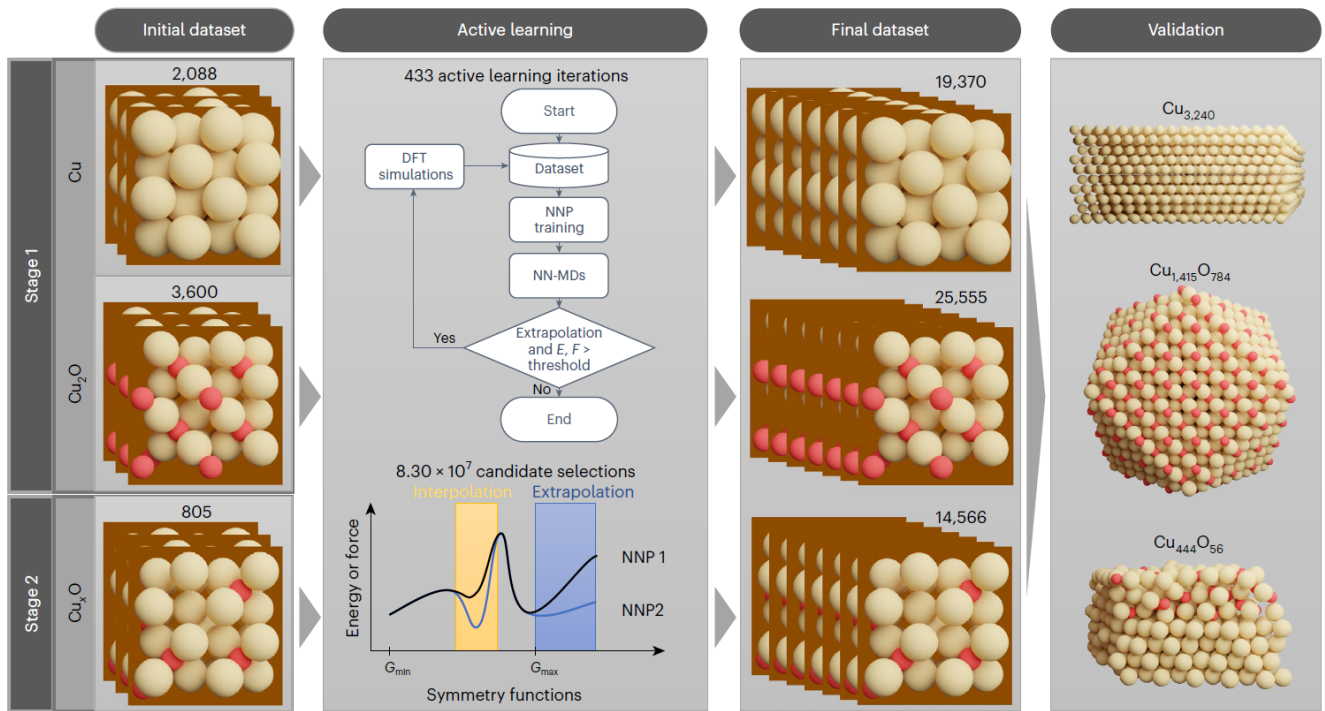 Initial dataset
Active learning
Final dataset
Validation
Stage 1
Cu
2,088
Cu₂O
3,600
Stage 2
CuₓO
805
433 active learning iterations
Start
DFT
simulations
Dataset
NNP
training
NN-MDs
Yes
Extrapolation
and E, F >
threshold
No
End
8.30 × 10⁷ candidate selections
Interpolation
Extrapolation
Energy or force
NNP 1
NNP2
Gmin
Gmax
Symmetry functions
19,370
25,555
14,566
Cu₃,₂₄₀
Cu₁,₄₁₅O₇₈₄
Cu₄₄₄O₅₆